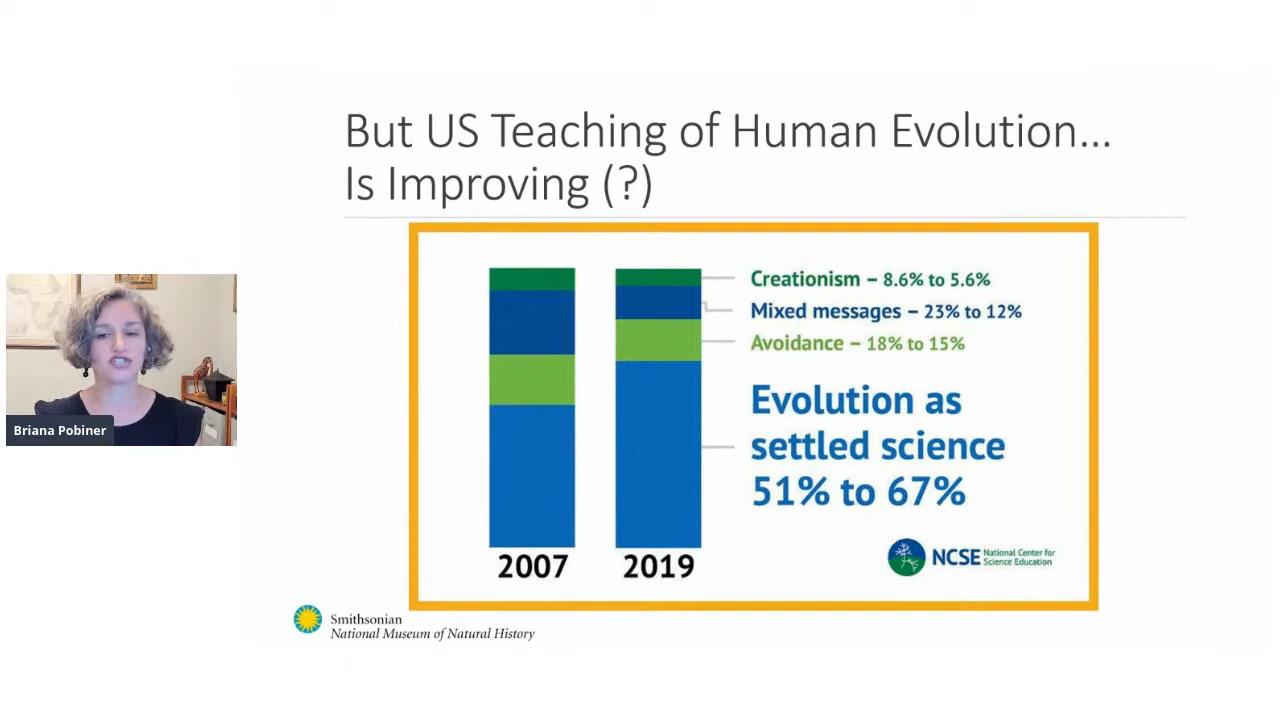 But US Teaching of Human Evolution...
Is Improving (?)
Creationism – 8.6% to 5.6%
Mixed messages – 23% to 12%
Avoidance – 18% to 15%
Evolution as
settled science
51% to 67%
2007
2019
NCSE
National Center for
Science Education
Briana Pobiner
Smithsonian
National Museum of Natural History